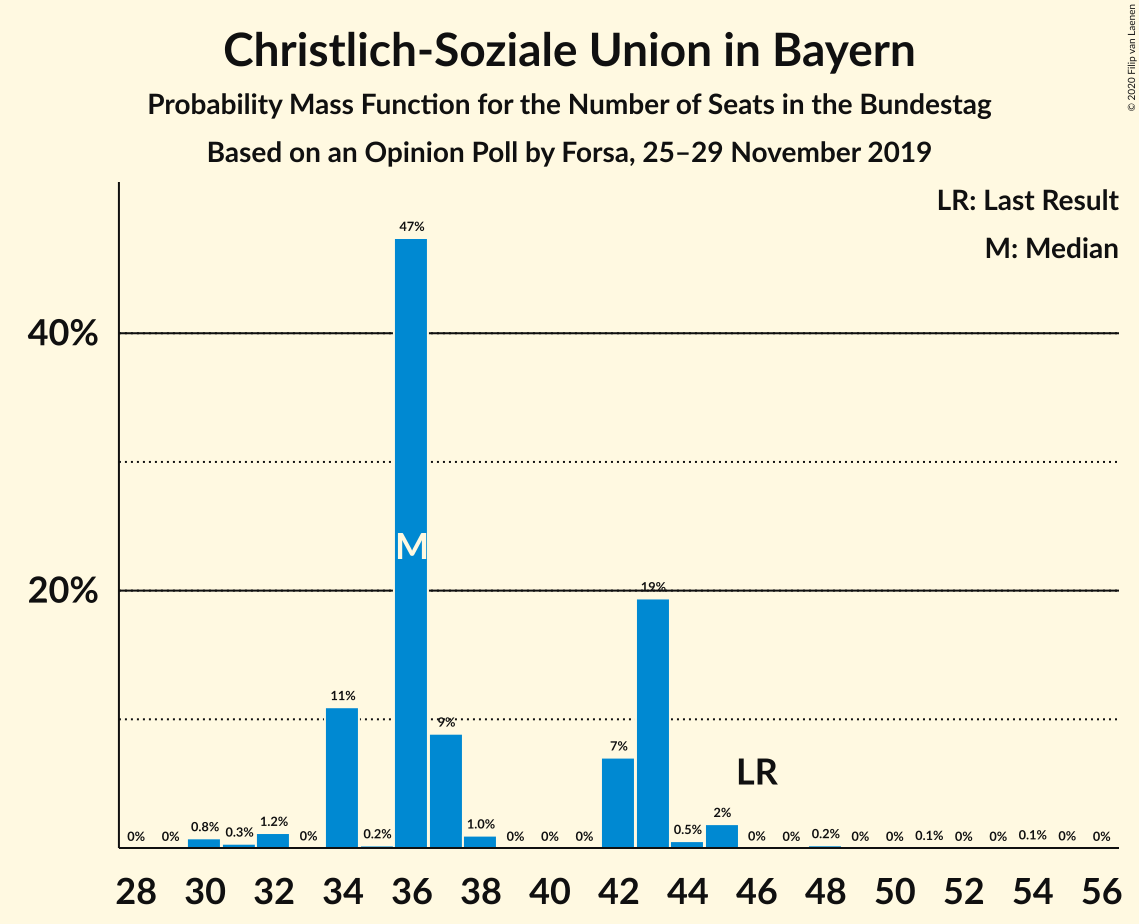 Christlich-Soziale Union in Bayern
Probability Mass Function for the Number of Seats in the Bundestag
Based on an Opinion Poll by Forsa, 25–29 November 2019
© 2020 Filip van Laenen
LR: Last Result
M: Median
40%
20%
0% 0% 0.8% 0.3% 1.2% 0% 11% 0.2% 47% 9% 1.0% 0% 0% 0% 7% 19% 0.5% 2% 0% 0% 0.2% 0% 0% 0.1% 0% 0% 0.1% 0% 0%
M
LR
28 30 32 34 36 38 40 42 44 46 48 50 52 54 56